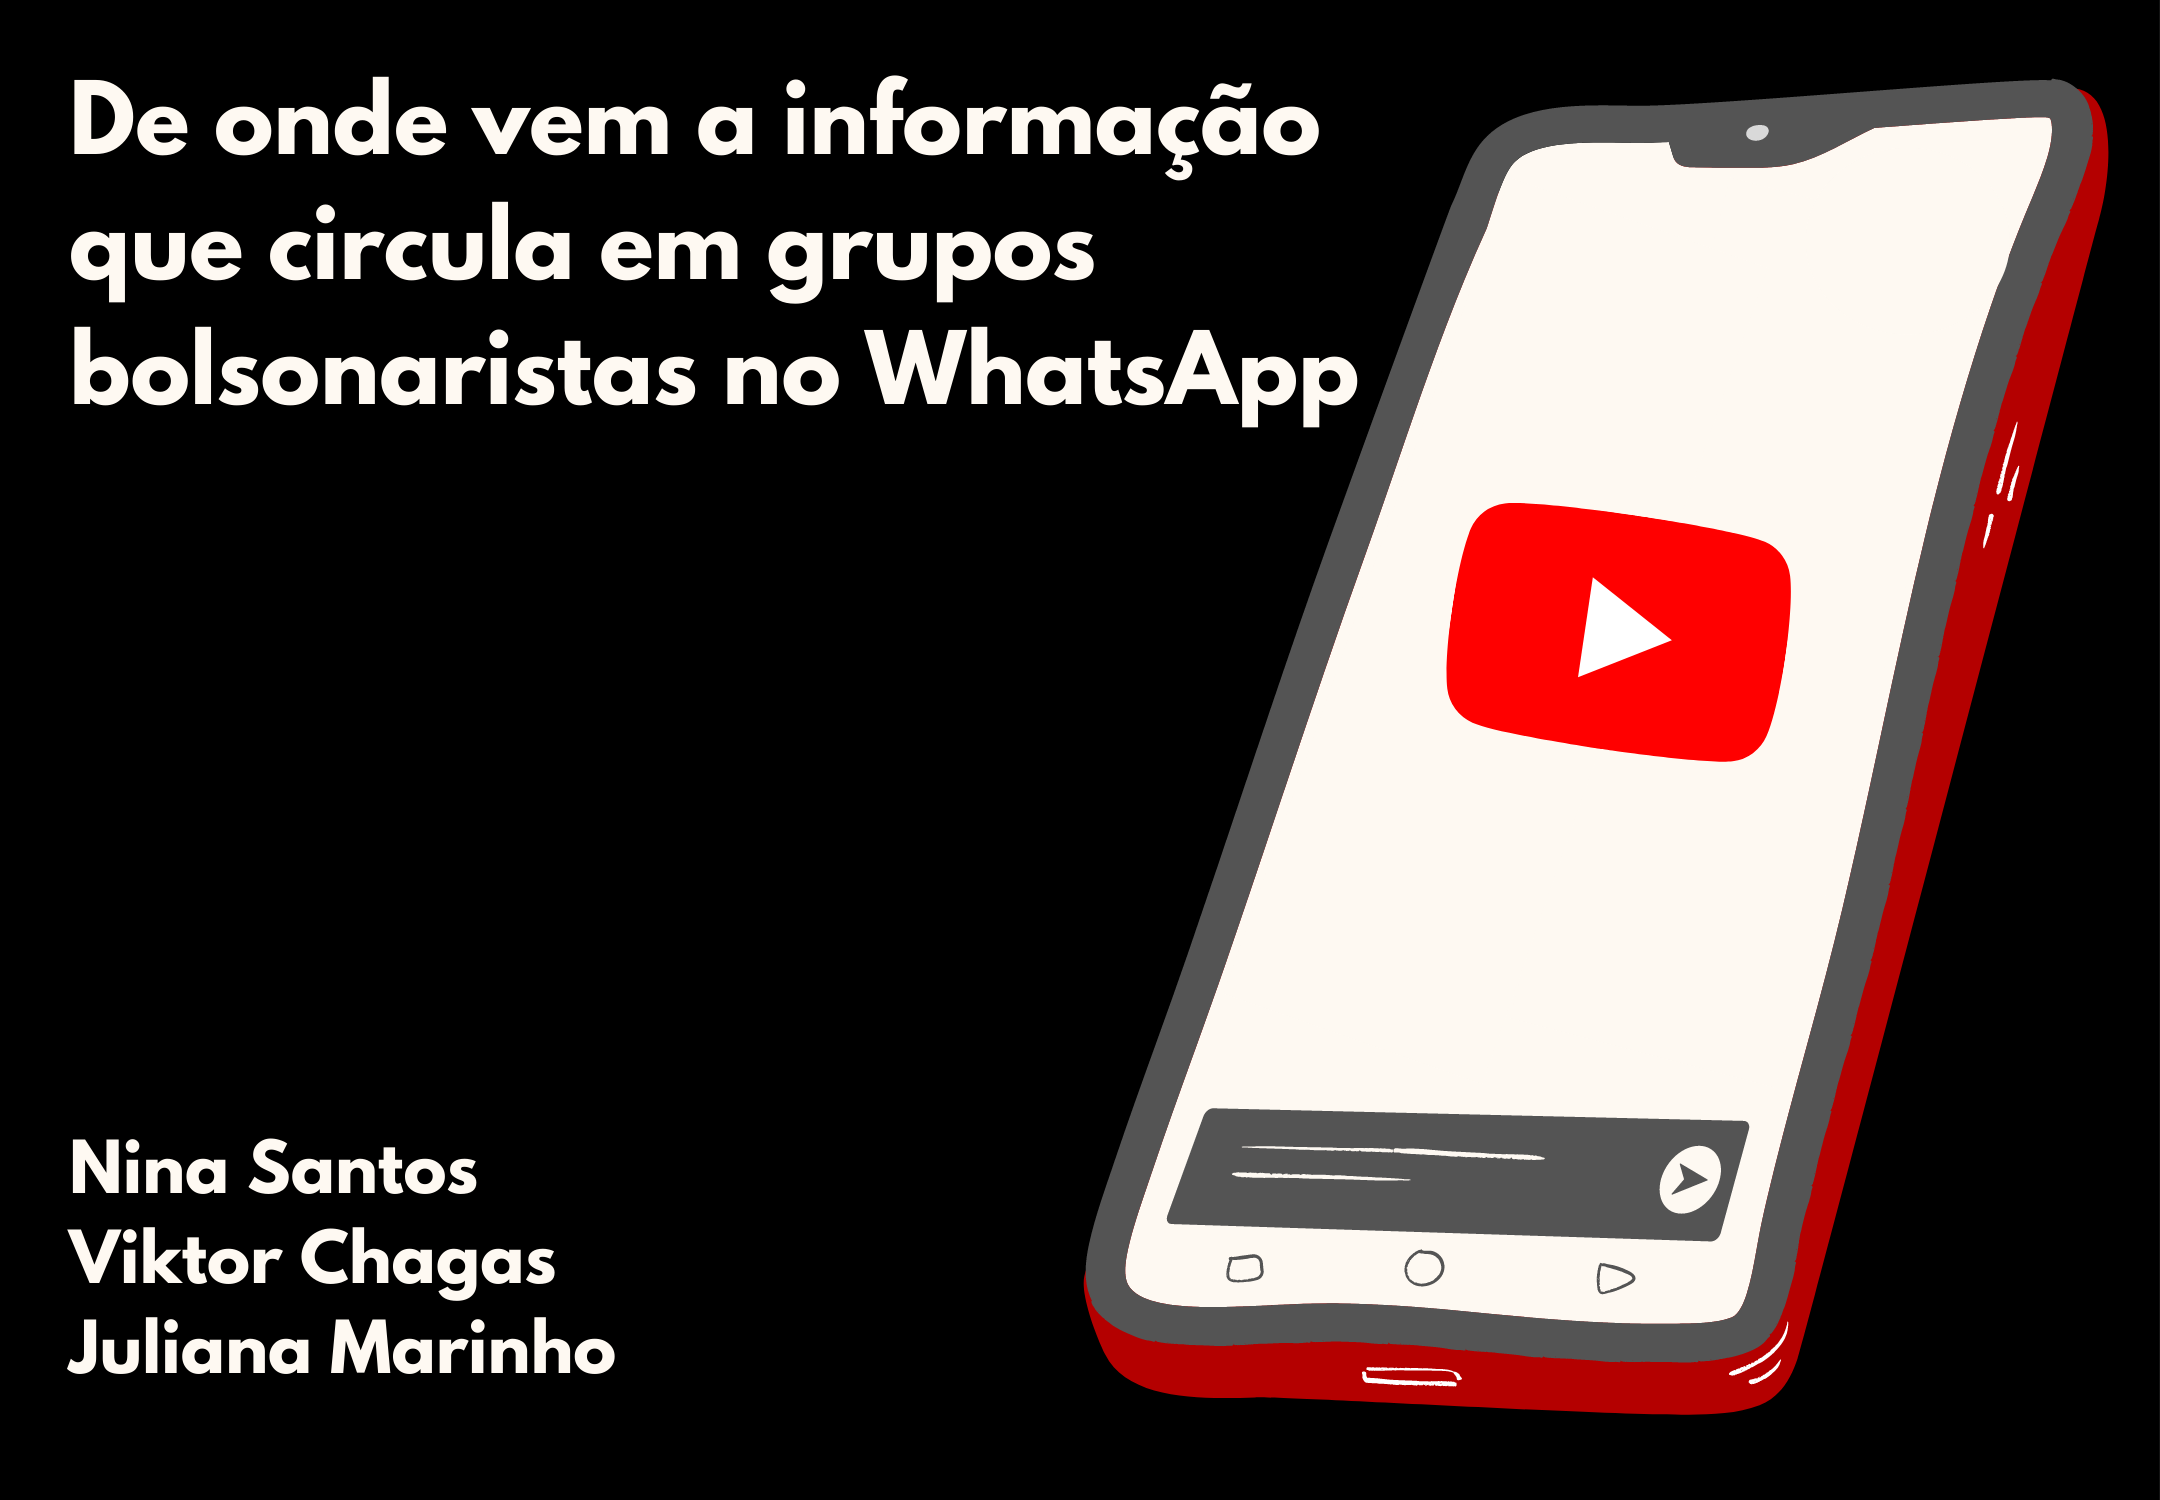 De onde vem a informação
que circula em grupos
bolsonaristas no WhatsApp
Nina Santos
Viktor Chagas
Juliana Marinho